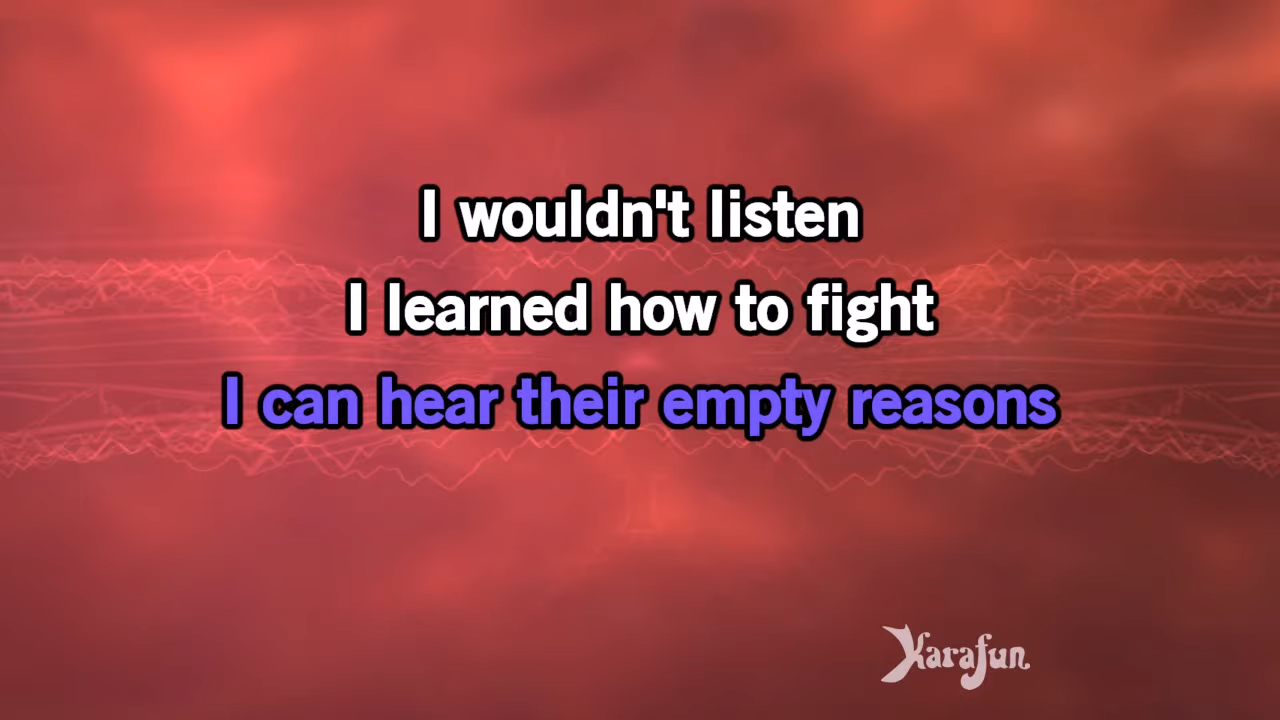 I wouldn't listen
I learned how to fight
I can hear their empty reasons
Karafun